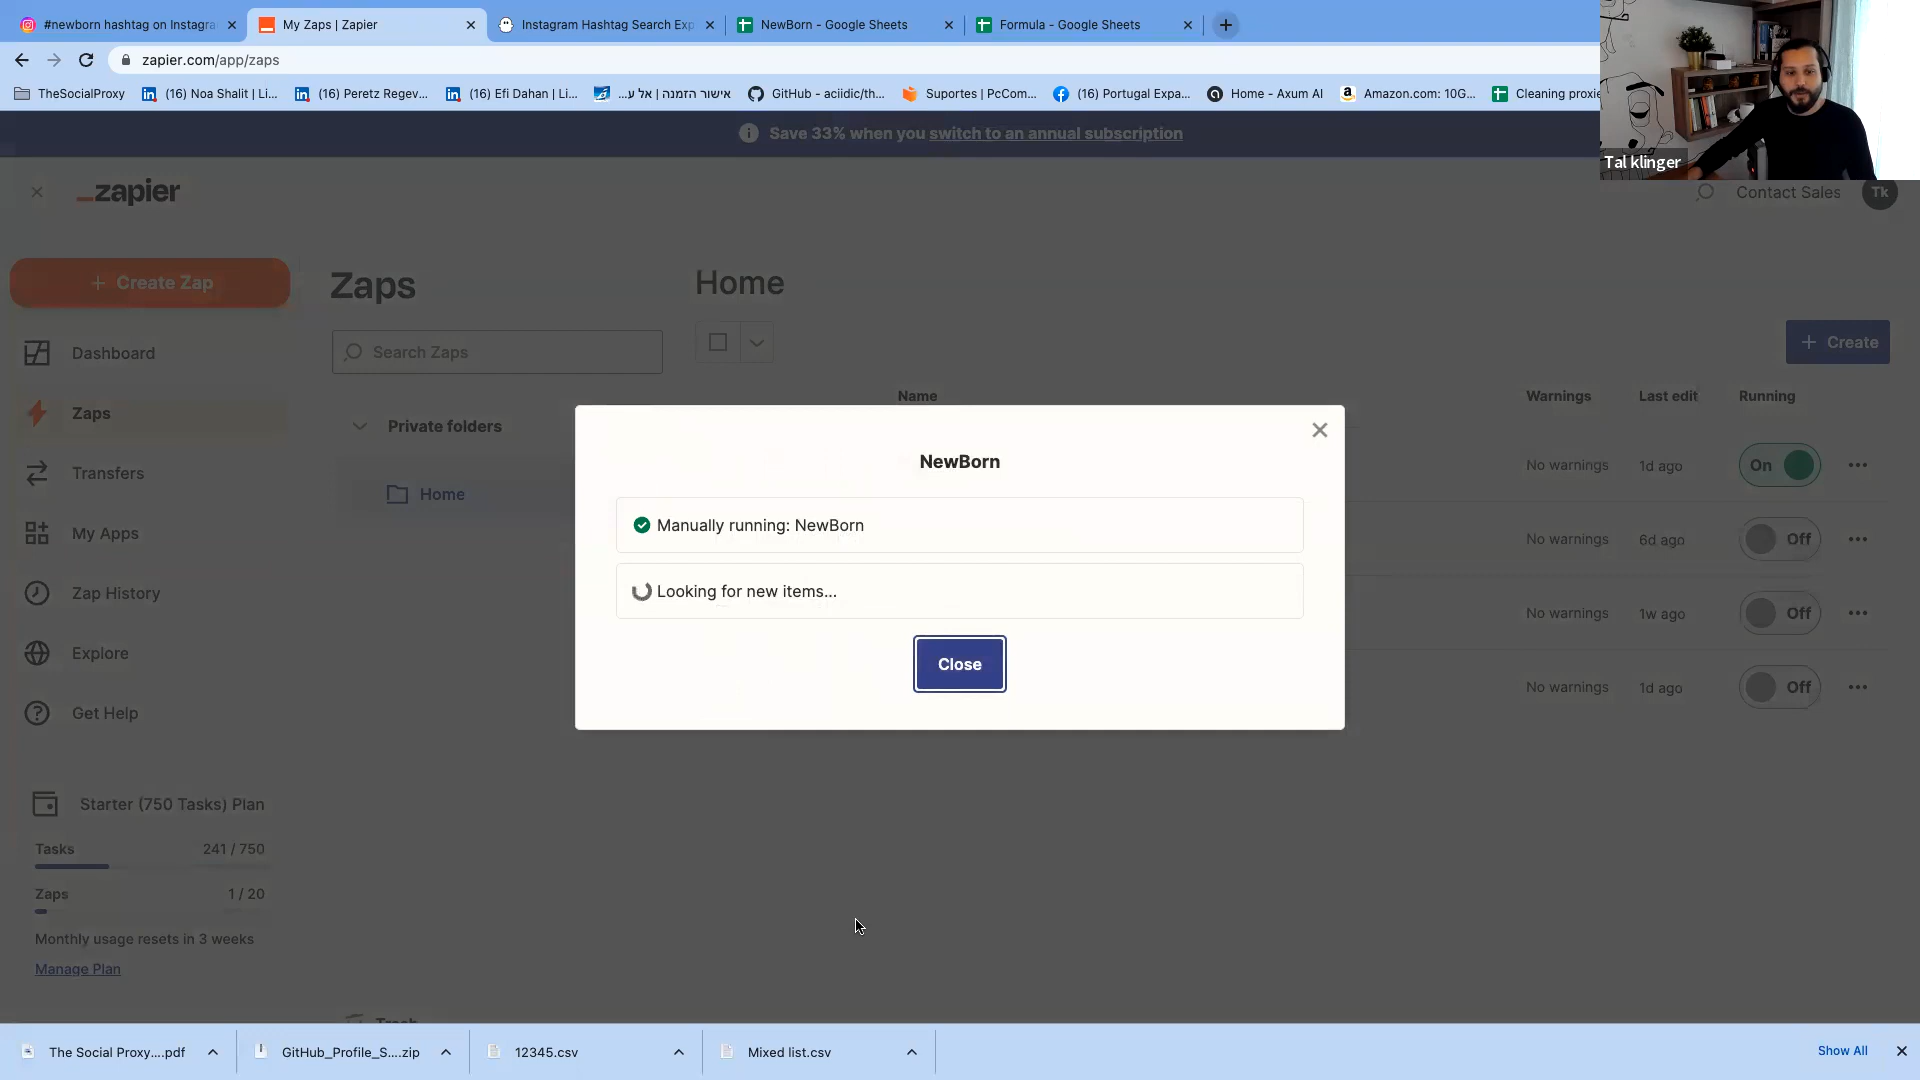 #newborn hashtag on Instagra
My Zaps | Zapier
Instagram Hashtag Search Exp
NewBorn - Google Sheets
Formula - Google Sheets
zapier.com/app/zaps
TheSocialProxy
(16) Noa Shalit | Li...
(16) Peretz Regev...
(16) Efi Dahan | Li...
אישור הזמנה | אל ע...
GitHub - aciidic/th...
Suportes | PcCom...
(16) Portugal Expa...
Home - Axum AI
Amazon.com: 10G...
Cleaning proxie
Save 33% when you switch to an annual subscription
Tal klinger
_zapier
Contact Sales
Tk
+ Create Zap
Zaps
Home
Search Zaps
+ Create
Dashboard
Zaps
Transfers
My Apps
Zap History
Explore
Get Help
Private folders
Home
Name
Warnings
Last edit
Running
No warnings
1d ago
On
No warnings
6d ago
Off
No warnings
1w ago
Off
No warnings
1d ago
Off
NewBorn
Manually running: NewBorn
Looking for new items...
Close
Starter (750 Tasks) Plan
Tasks
241 / 750
Zaps
1 / 20
Monthly usage resets in 3 weeks
Manage Plan
Trash
The Social Proxy....pdf
GitHub_Profile_S....zip
12345.csv
Mixed list.csv
Show All